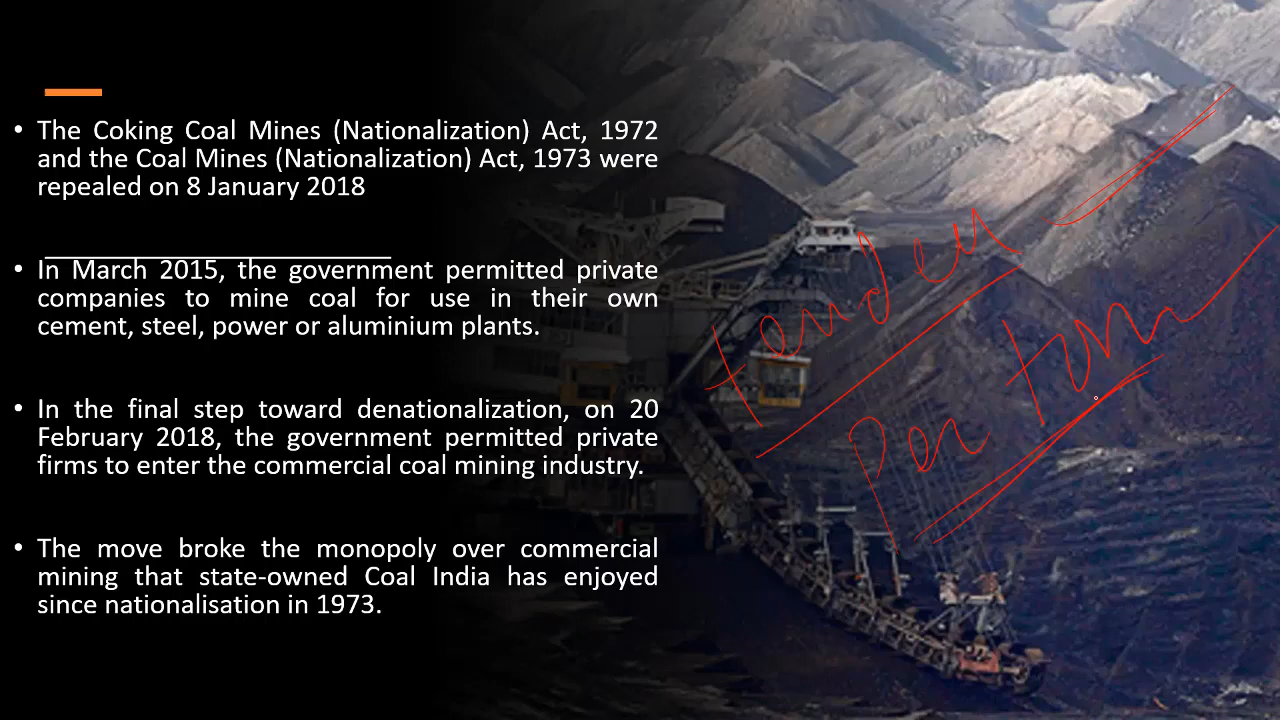 • The Coking Coal Mines (Nationalization) Act, 1972
and the Coal Mines (Nationalization) Act, 1973 were
repealed on 8 January 2018
• In March 2015, the government permitted private
companies to mine coal for use in their own
cement, steel, power or aluminium plants.
• In the final step toward denationalization, on 20
February 2018, the government permitted private
firms to enter the commercial coal mining industry.
• The move broke the monopoly over commercial
mining that state-owned Coal India has enjoyed
since nationalisation in 1973.
tender
Per ton